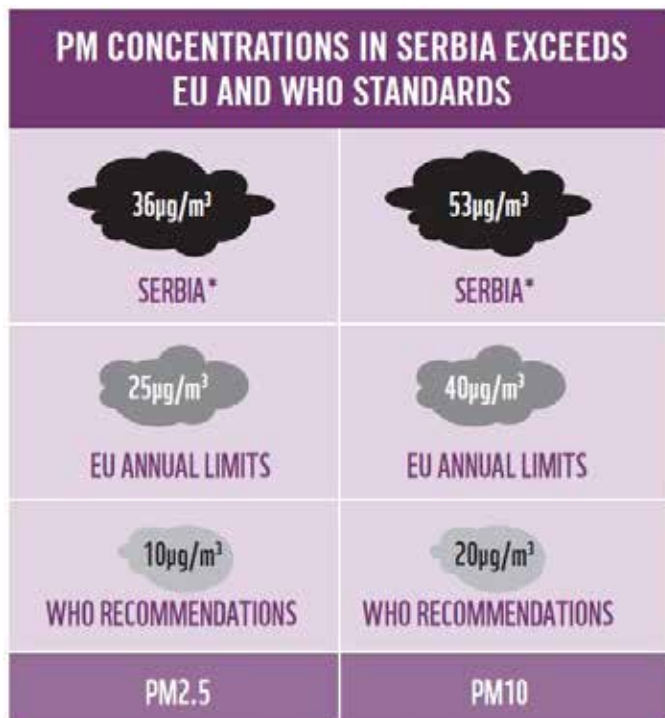 PM CONCENTRATIONS IN SERBIA EXCEEDS
EU AND WHO STANDARDS
36µg/m³
53µg/m³
SERBIA*
SERBIA*
25µg/m³
40µg/m³
EU ANNUAL LIMITS
EU ANNUAL LIMITS
10µg/m³
20µg/m³
WHO RECOMMENDATIONS
WHO RECOMMENDATIONS
PM2.5
PM10